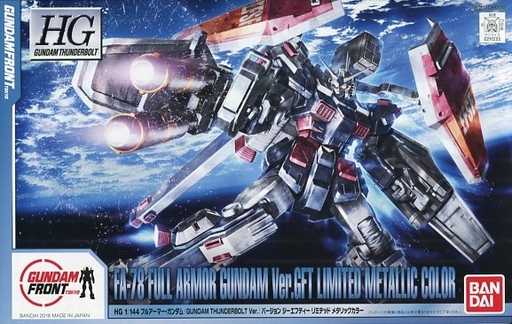 GUNDAM FRONT TOKYO
HG
GUNDAM THUNDERBOLT
FA-78 FULL ARMOR GUNDAM Ver.GFT LIMITED METALLIC COLOR
GUNDAM
FRONT TOKYO
BANDAI 2016 MADE IN JAPAN
HG 1:144 フルアーマー・ガンダム GUNDAM THUNDERBOLT Ver. バージョン ジーエフティー リミテッド メタリックカラー
BAN
DAI